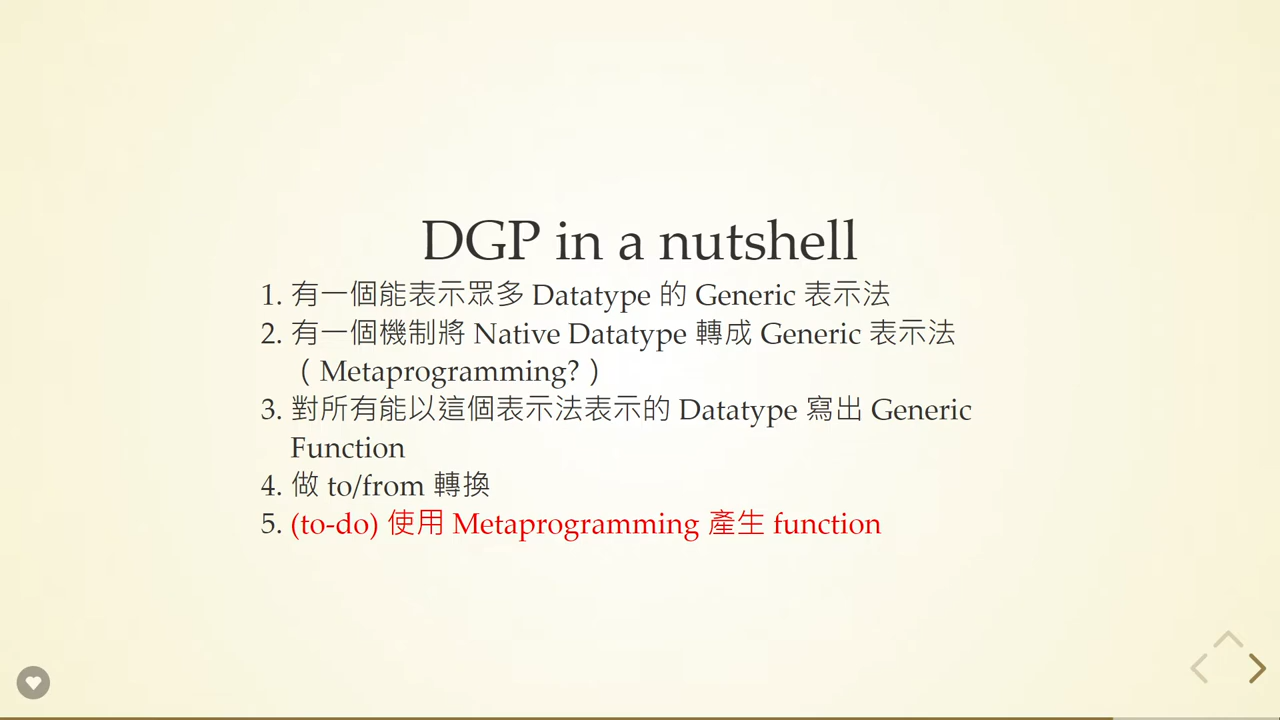 DGP in a nutshell
1. 有一個能表示眾多 Datatype 的 Generic 表示法
2. 有一個機制將 Native Datatype 轉成 Generic 表示法
（ Metaprogramming? ）
3. 對所有能以這個表示法表示的 Datatype 寫出 Generic
Function
4. 做 to/from 轉換
5. (to-do) 使用 Metaprogramming 產生 function